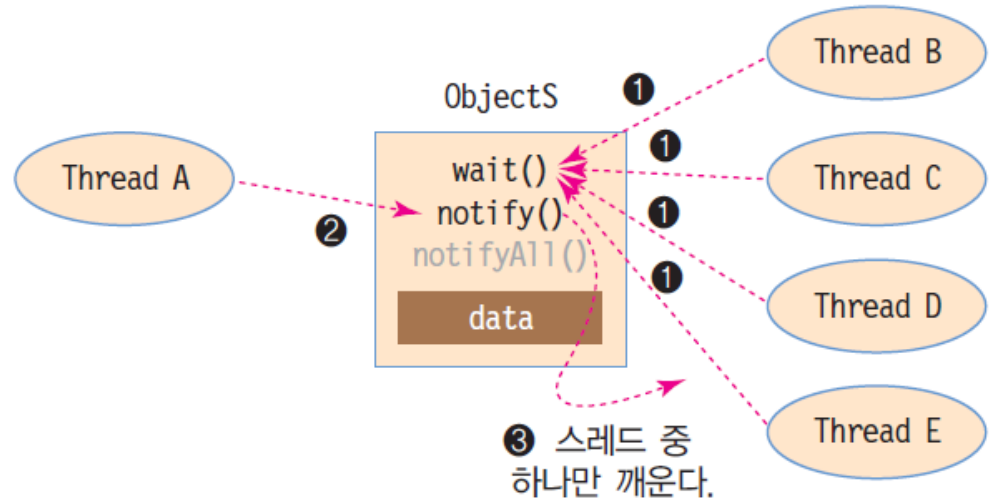 Thread B
ObjectS
❶
Thread A
wait()
❶
Thread C
❷
notify()
❶
notifyAll()
❶
data
Thread D
❸ 스레드 중
하나만 깨운다.
Thread E